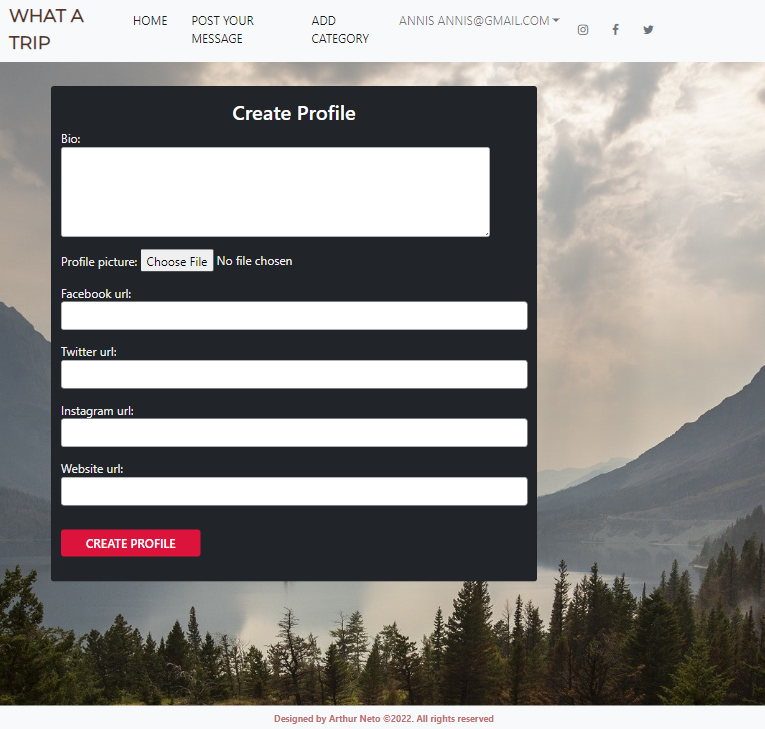 WHAT A
TRIP
HOME
POST YOUR
MESSAGE
ADD
CATEGORY
ANNIS ANNIS@GMAIL.COM
Create Profile
Bio:
Profile picture: Choose File No file chosen
Facebook url:
Twitter url:
Instagram url:
Website url:
CREATE PROFILE
Designed by Arthur Neto ©2022. All rights reserved